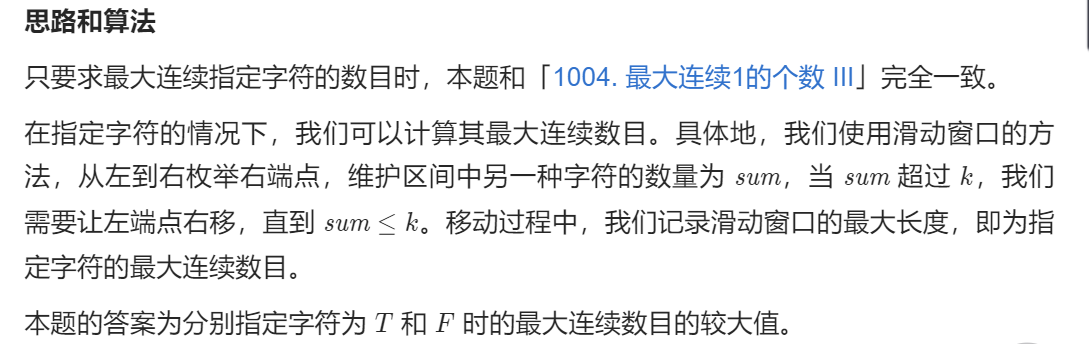 思路和算法
只要求最大连续指定字符的数目时，本题和「1004. 最大连续1的个数 III」完全一致。
在指定字符的情况下，我们可以计算其最大连续数目。具体地，我们使用滑动窗口的方
法，从左到右枚举右端点，维护区间中另一种字符的数量为 sum，当 sum 超过 k，我们
需要让左端点右移，直到 sum ≤ k。移动过程中，我们记录滑动窗口的最大长度，即为指
定字符的最大连续数目。
本题的答案为分别指定字符为 T 和 F 时的最大连续数目的较大值。